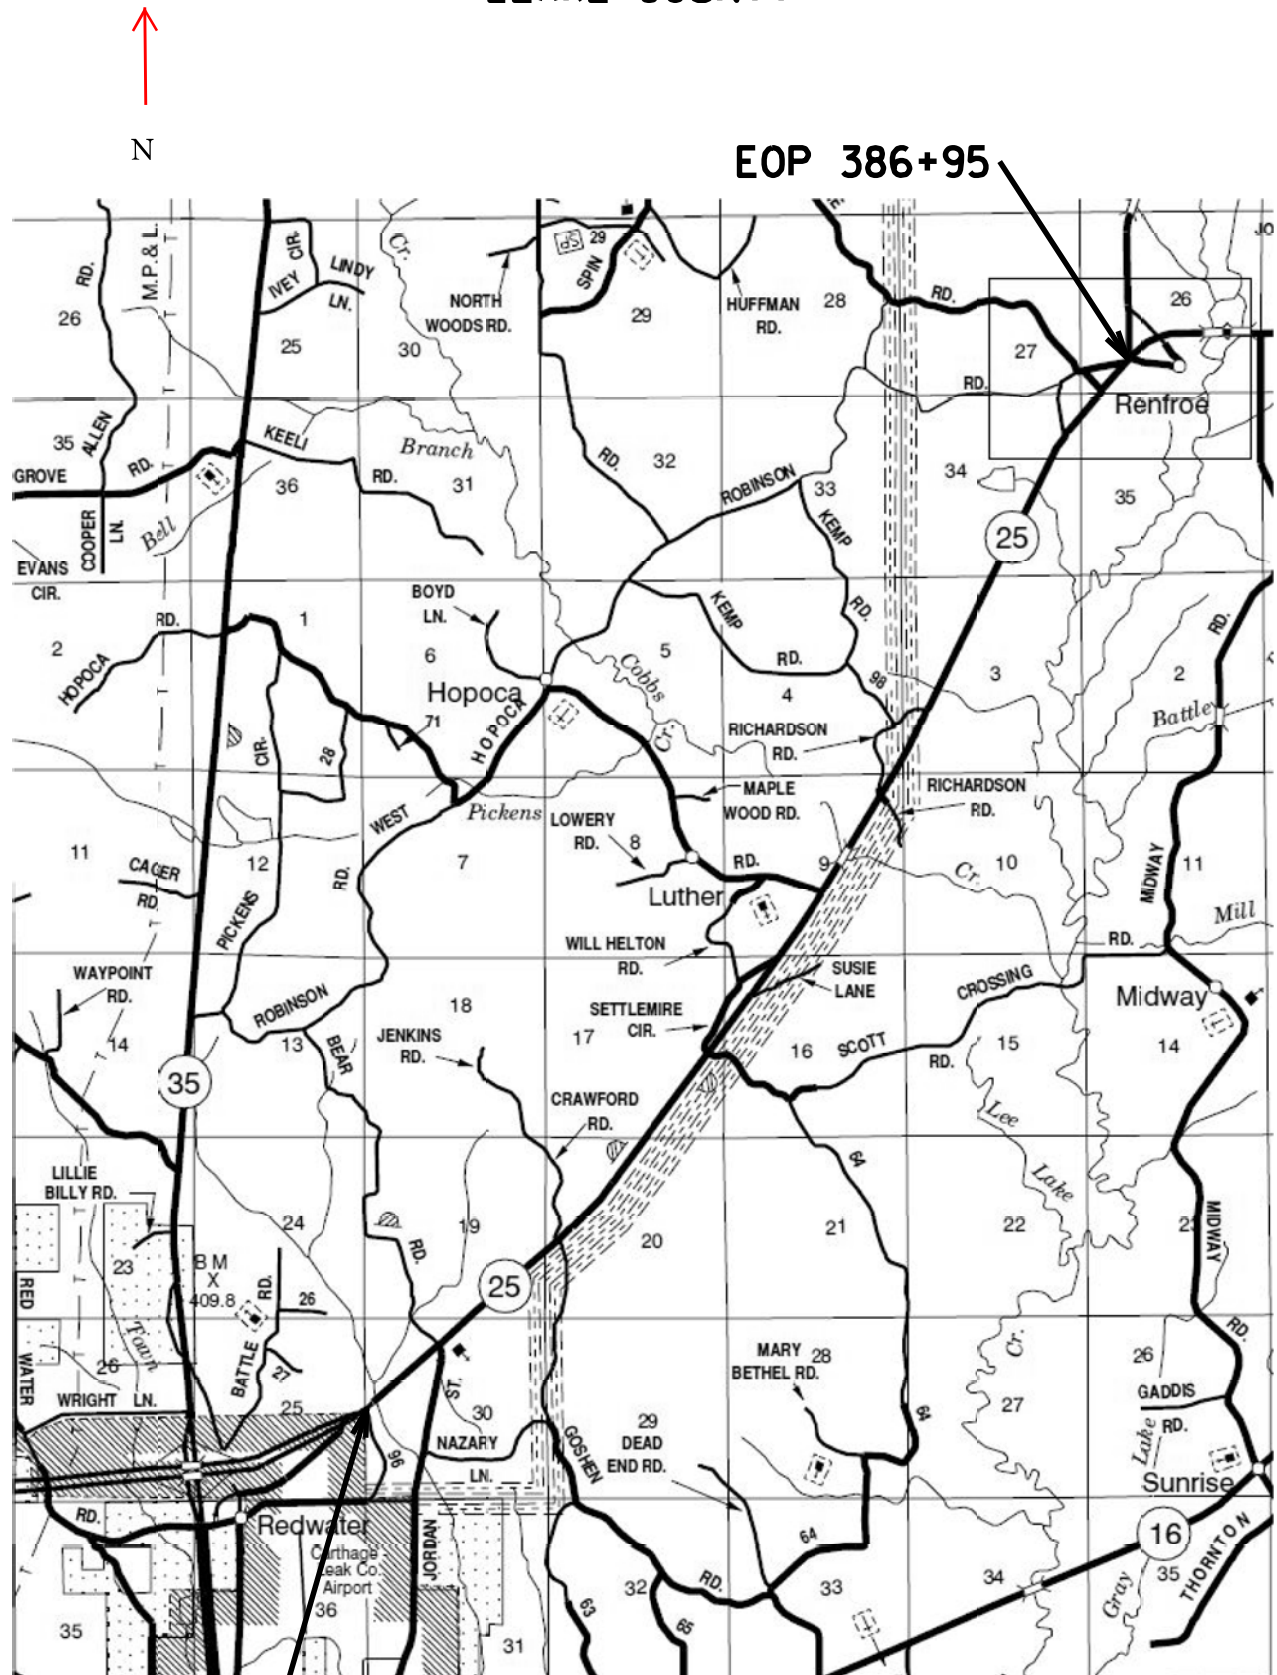 N
EOP 386+95
RD.
M.P.& L.
CIR.
IVEY
LINDY
LN.
Cr.
SP
29
SPIN
NORTH
WOODS RD.
29
HUFFMAN
RD.
28
RD.
26
JO
26
25
30
27
RD.
Renfroe
35
ALLEN
RD.
GROVE
KEELI
RD.
Branch
31
36
RD.
32
ROBINSON
33
KEMP
34
35
25
COOPER
LN.
Bell
EVANS
CIR.
BOYD
LN.
RD.
1
2
HOPOCA
6
Hopoca
HOPOCA
5
KEMP
RD.
RD.
4
98
3
2
RD.
Cobbs
Cr.
Battle
RICHARDSON
RD.
71
CIR.
28
WEST
Pickens
MAPLE
WOOD RD.
RICHARDSON
RD.
LOWERY
RD.
8
RD.
9
Luther
Cr.
10
MIDWAY
11
11
CAGER
RD.
12
7
RD.
PICKENS
Mill
RD.
WILL HELTON
RD.
SUSIE
LANE
CROSSING
WAYPOINT
RD.
ROBINSON
18
SETTLEMIRE
CIR.
Midway
14
13
BEAR
JENKINS
RD.
17
16
SCOTT
RD.
15
14
35
CRAWFORD
RD.
Lee
Lake
64
LILLIE
BILLY RD.
24
19
20
21
22
23
MIDWAY
23
B M
X
409.8
RD.
RD.
25
26
RED
WATER
Town
26
BATTLE
27
MARY
BETHEL RD.
28
Cr.
26
RD.
WRIGHT LN.
25
ST.
30
29
64
27
GADDIS
RD.
Lake
NAZARY
LN.
96
GOSHEN
DEAD
END RD.
Sunrise
RD.
Redwater
JORDAN
Carthage -
Leak Co.
Airport
36
64
16
THORNTON
35
Gray
34
35
31
63
32
65
RD.
33